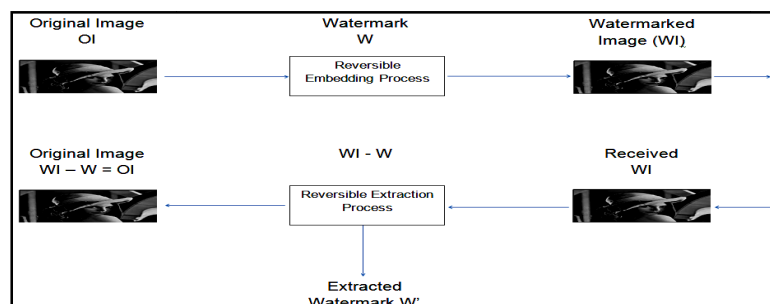 Original Image
OI
Watermark
W
Watermarked
Image (WI)
Reversible
Embedding Process
Original Image
WI – W = OI
WI - W
Received
WI
Reversible Extraction
Process
Extracted
Watermark W'